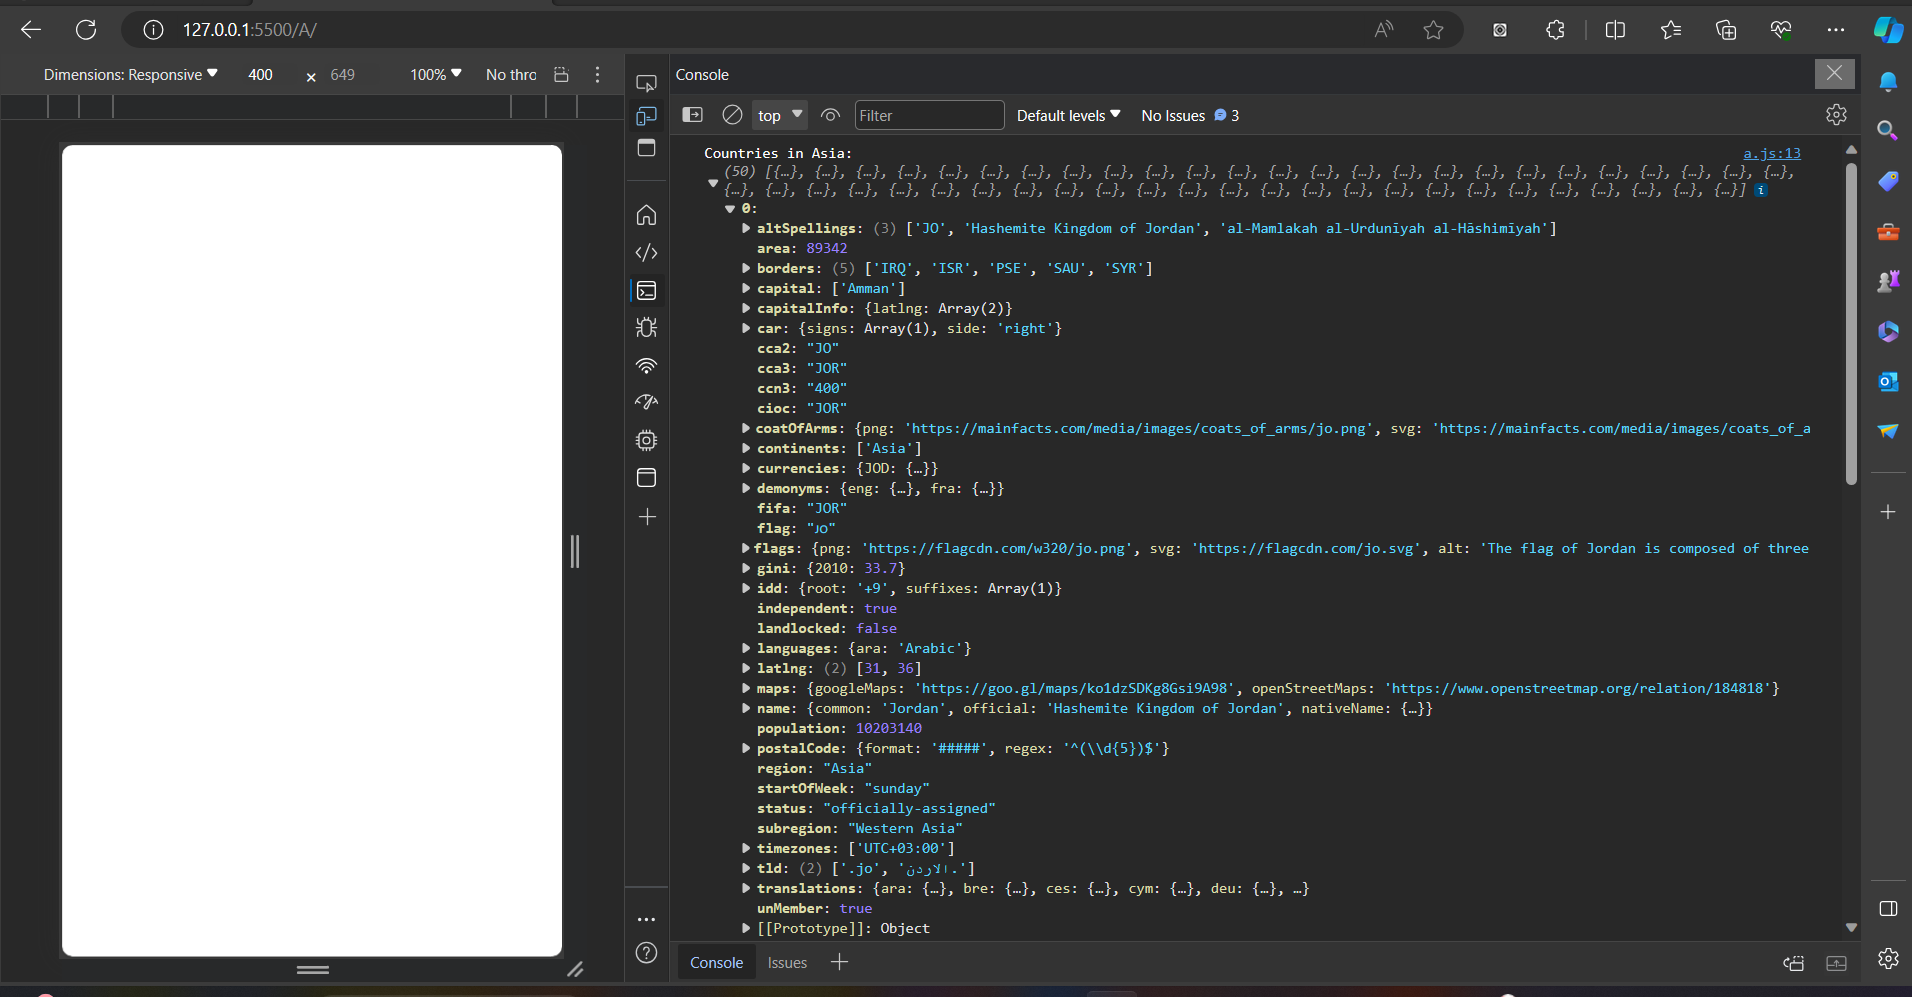 127.0.0.1:5500/A/
Dimensions: Responsive 400 × 649 100% No thro
Console
top Filter Default levels No Issues 3
Countries in Asia: a.js:13
(50) [{…}, {…}, {…}, {…}, {…}, {…}, {…}, {…}, {…}, {…}, {…}, {…}, {…}, {…}, {…}, {…}, {…}, {…}, {…}, {…}, {…}, {…}, {…}, {…}, {…},
{…}, {…}, {…}, {…}, {…}, {…}, {…}, {…}, {…}, {…}, {…}, {…}, {…}, {…}, {…}, {…}, {…}, {…}, {…}, {…}, {…}, {…}, {…}, {…}, {…}] i
0:
altSpellings: (3) ['JO', 'Hashemite Kingdom of Jordan', 'al-Mamlakah al-Urdunīyah al-Hāshimīyah']
area: 89342
borders: (5) ['IRQ', 'ISR', 'PSE', 'SAU', 'SYR']
capital: ['Amman']
capitalInfo: {latlng: Array(2)}
car: {signs: Array(1), side: 'right'}
cca2: "JO"
cca3: "JOR"
ccn3: "400"
cioc: "JOR"
coatOfArms: {png: 'https://mainfacts.com/media/images/coats_of_arms/jo.png', svg: 'https://mainfacts.com/media/images/coats_of_a
continents: ['Asia']
currencies: {JOD: {…}}
demonyms: {eng: {…}, fra: {…}}
fifa: "JOR"
flag: "🇯🇴"
flags: {png: 'https://flagcdn.com/w320/jo.png', svg: 'https://flagcdn.com/jo.svg', alt: 'The flag of Jordan is composed of three
gini: {2010: 33.7}
idd: {root: '+9', suffixes: Array(1)}
independent: true
landlocked: false
languages: {ara: 'Arabic'}
latlng: (2) [31, 36]
maps: {googleMaps: 'https://goo.gl/maps/ko1dzSDKg8Gsi9A98', openStreetMaps: 'https://www.openstreetmap.org/relation/184818'}
name: {common: 'Jordan', official: 'Hashemite Kingdom of Jordan', nativeName: {…}}
population: 10203140
postalCode: {format: '#####', regex: '^(\\d{5})$'}
region: "Asia"
startOfWeek: "sunday"
status: "officially-assigned"
subregion: "Western Asia"
timezones: ['UTC+03:00']
tld: (2) ['.jo', 'الاردن.']
translations: {ara: {…}, bre: {…}, ces: {…}, cym: {…}, deu: {…}, …}
unMember: true
[[Prototype]]: Object
Console Issues